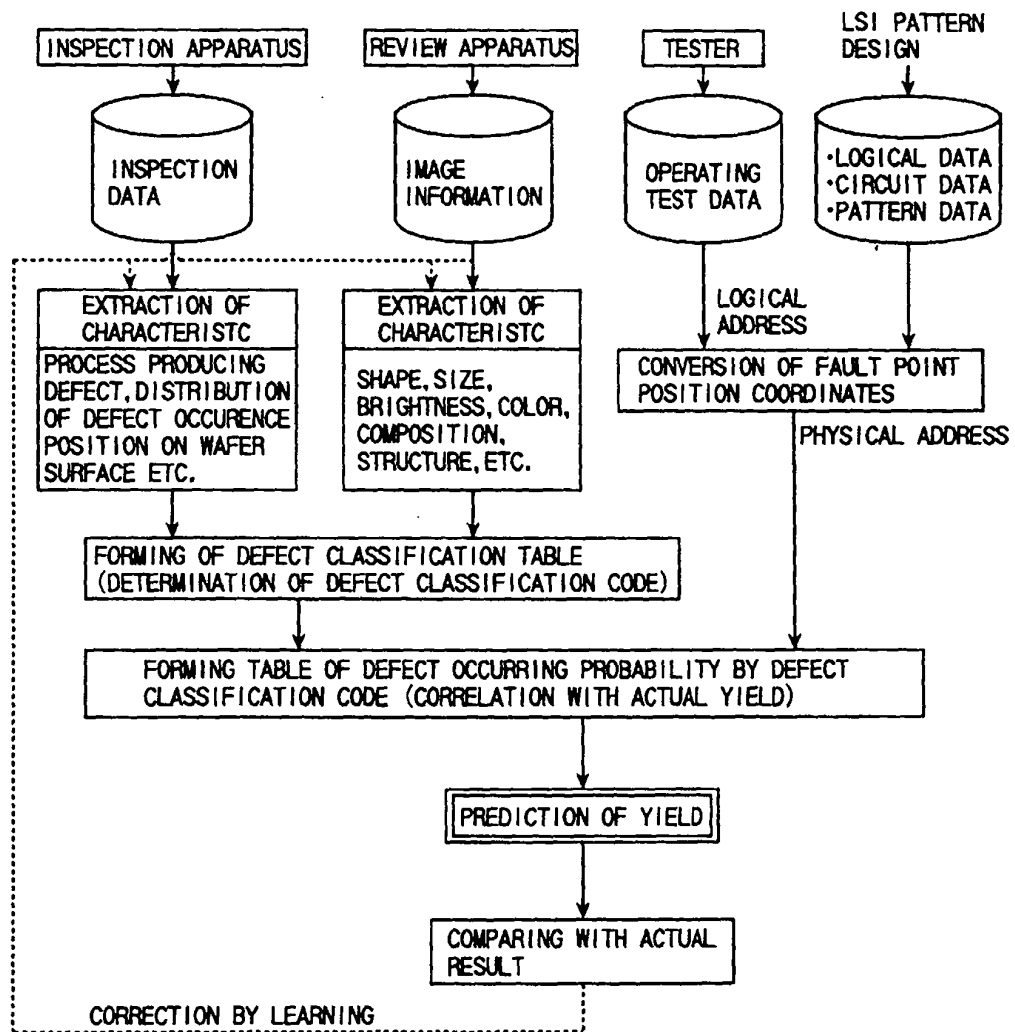 INSPECTION APPARATUS
REVIEW APPARATUS
TESTER
LSI PATTERN
DESIGN
INSPECTION
DATA
IMAGE
INFORMATION
OPERATING
TEST DATA
•LOGICAL DATA
•CIRCUIT DATA
•PATTERN DATA
EXTRACTION OF
CHARACTERISTC
PROCESS PRODUCING
DEFECT, DISTRIBUTION
OF DEFECT OCCURENCE
POSITION ON WAFER
SURFACE ETC.
EXTRACTION OF
CHARACTERISTC
SHAPE, SIZE,
BRIGHTNESS, COLOR,
COMPOSITION,
STRUCTURE, ETC.
LOGICAL
ADDRESS
CONVERSION OF FAULT POINT
POSITION COORDINATES
PHYSICAL ADDRESS
FORMING OF DEFECT CLASSIFICATION TABLE
(DETERMINATION OF DEFECT CLASSIFICATION CODE)
FORMING TABLE OF DEFECT OCCURRING PROBABILITY BY DEFECT
CLASSIFICATION CODE (CORRELATION WITH ACTUAL YIELD)
PREDICTION OF YIELD
COMPARING WITH ACTUAL
RESULT
CORRECTION BY LEARNING